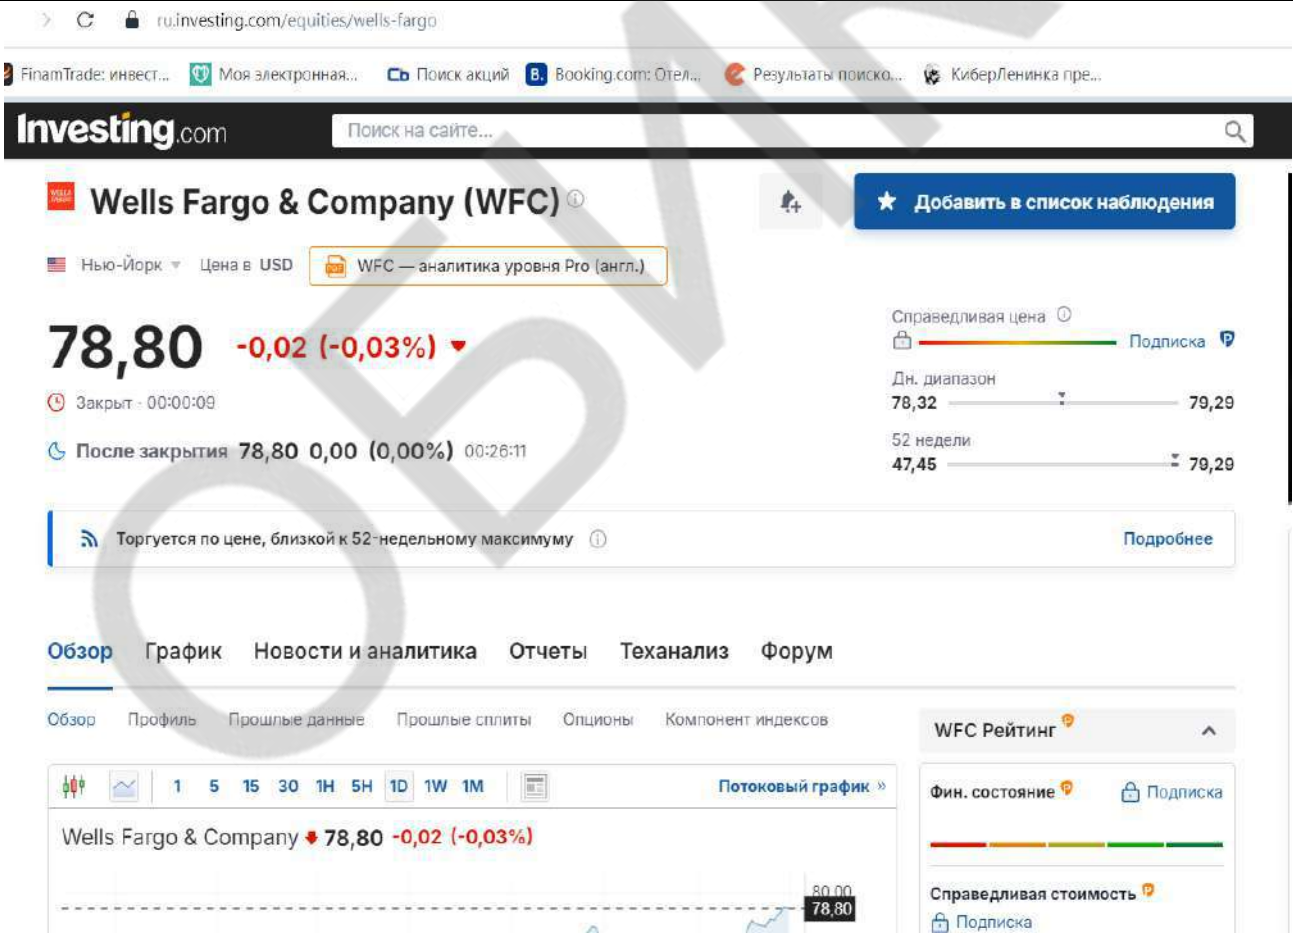 ru.investing.com/equities/wells-fargo
FinamTrade: инвест... Моя электронная... Cb Поиск акций B. Booking.com: Отел... Результаты поиско... КиберЛенинка пре...
Investing.com Поиск на сайте...
WELLS FARGO Wells Fargo & Company (WFC) Добавить в список наблюдения
Нью-Йорк Цена в USD WFC — аналитика уровня Pro (англ.)
78,80 -0,02 (-0,03%)
Справедливая цена
Подписка
Дн. диапазон
78,32 79,29
Закрыт · 00:00:09
52 недели
47,45 79,29
После закрытия 78,80 0,00 (0,00%) 00:26:11
Торгуется по цене, близкой к 52-недельному максимуму Подробнее
Обзор График Новости и аналитика Отчеты Теханализ Форум
Обзор Профиль Прошлые данные Прошлые сплиты Опционы Компонент индексов
WFC Рейтинг
1 5 15 30 1H 5H 1D 1W 1M Потоковый график »
Фин. состояние Подписка
Wells Fargo & Company 78,80 -0,02 (-0,03%)
80,00
78,80
Справедливая стоимость
Подписка